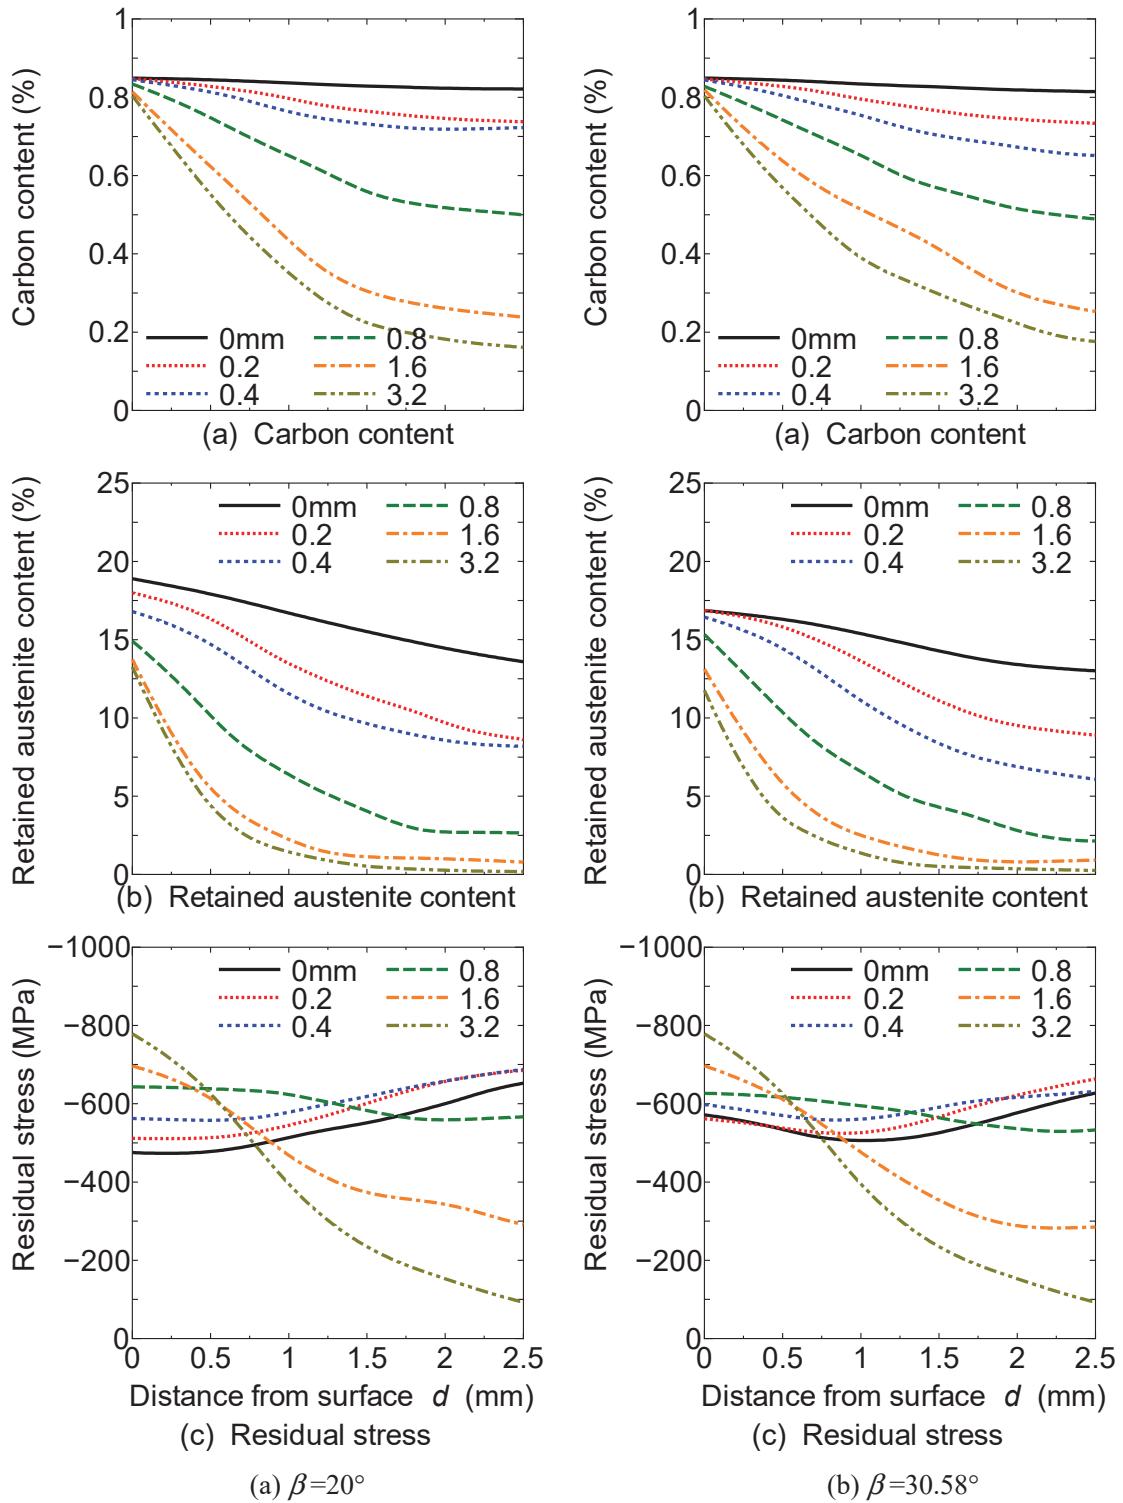 1
0.8
0.6
0.4
0.2
0
Carbon content (%)
0mm
0.2
0.4
0.8
1.6
3.2
(a) Carbon content
1
0.8
0.6
0.4
0.2
0
Carbon content (%)
0mm
0.2
0.4
0.8
1.6
3.2
(a) Carbon content
25
20
15
10
5
0
Retained austenite content (%)
0mm
0.2
0.4
0.8
1.6
3.2
(b) Retained austenite content
25
20
15
10
5
0
Retained austenite content (%)
0mm
0.2
0.4
0.8
1.6
3.2
(b) Retained austenite content
−1000
−800
−600
−400
−200
0
Residual stress (MPa)
0mm
0.2
0.4
0.8
1.6
3.2
0 0.5 1 1.5 2 2.5
Distance from surface d (mm)
(c) Residual stress
−1000
−800
−600
−400
−200
0
Residual stress (MPa)
0mm
0.2
0.4
0.8
1.6
3.2
0 0.5 1 1.5 2 2.5
Distance from surface d (mm)
(c) Residual stress
(a) β=20°
(b) β=30.58°